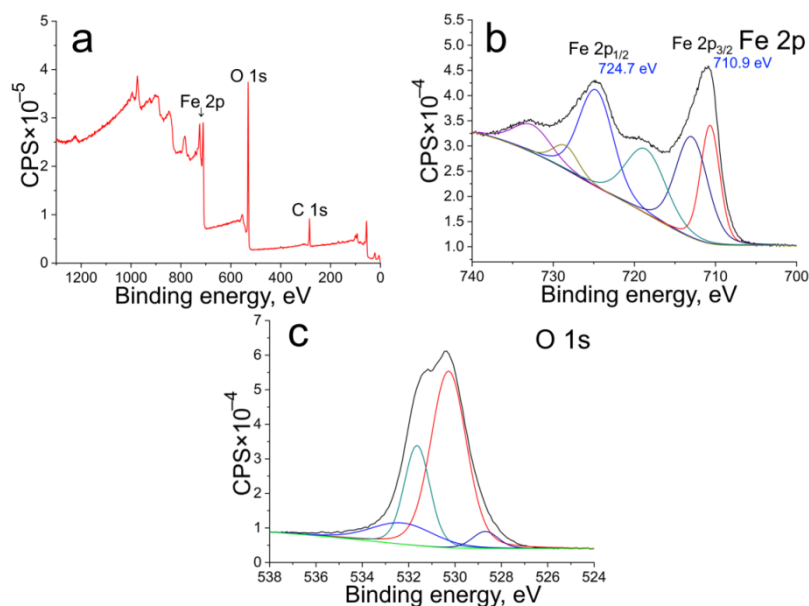 a
O 1s
Fe 2p
C 1s
CPS×10⁻⁵
5
4
3
2
1
0
1200 1000 800 600 400 200 0
Binding energy, eV
b
Fe 2p₁/₂
724.7 eV
Fe 2p₃/₂ Fe 2p
710.9 eV
CPS×10⁻⁴
5.0
4.5
4.0
3.5
3.0
2.5
2.0
1.5
1.0
740 730 720 710 700
Binding energy, eV
c
O 1s
CPS×10⁻⁴
7
6
5
4
3
2
1
0
538 536 534 532 530 528 526 524
Binding energy, eV